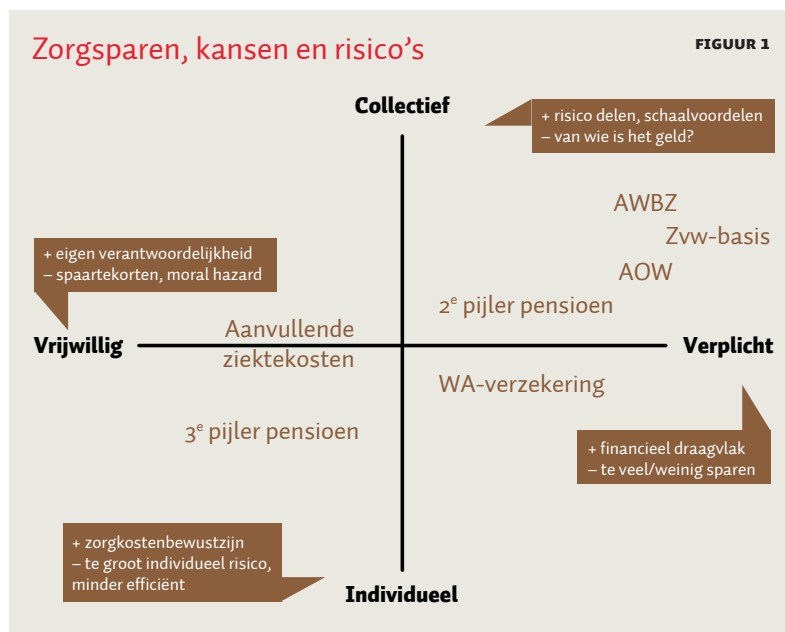 Zorgsparen, kansen en risico’s
FIGUUR 1
Collectief
+ risico delen, schaalvoordelen
– van wie is het geld?
AWBZ
Zvw-basis
AOW
2e pijler pensioen
+ eigen verantwoordelijkheid
– spaartekorten, moral hazard
Vrijwillig
Aanvullende
ziektekosten
Verplicht
WA-verzekering
3e pijler pensioen
+ financieel draagvlak
– te veel/weinig sparen
+ zorgkostenbewustzijn
– te groot individueel risico,
minder efficiënt
Individueel